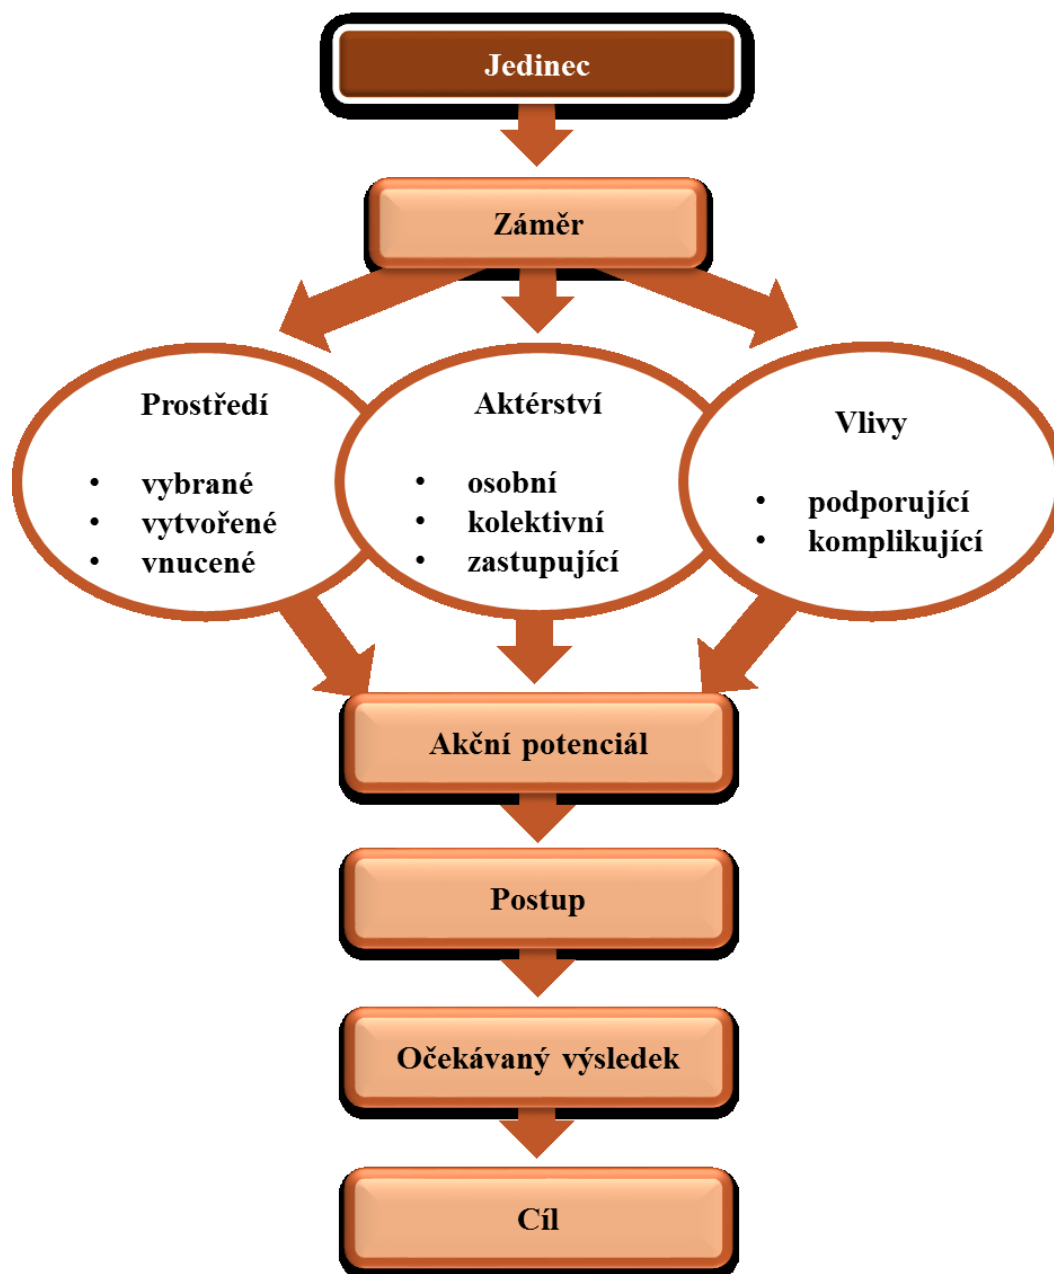 Jedinec
Záměr
Prostředí
• vybrané
• vytvořené
• vnucené
Aktérství
• osobní
• kolektivní
• zastupující
Vlivy
• podporující
• komplikující
Akční potenciál
Postup
Očekávaný výsledek
Cíl